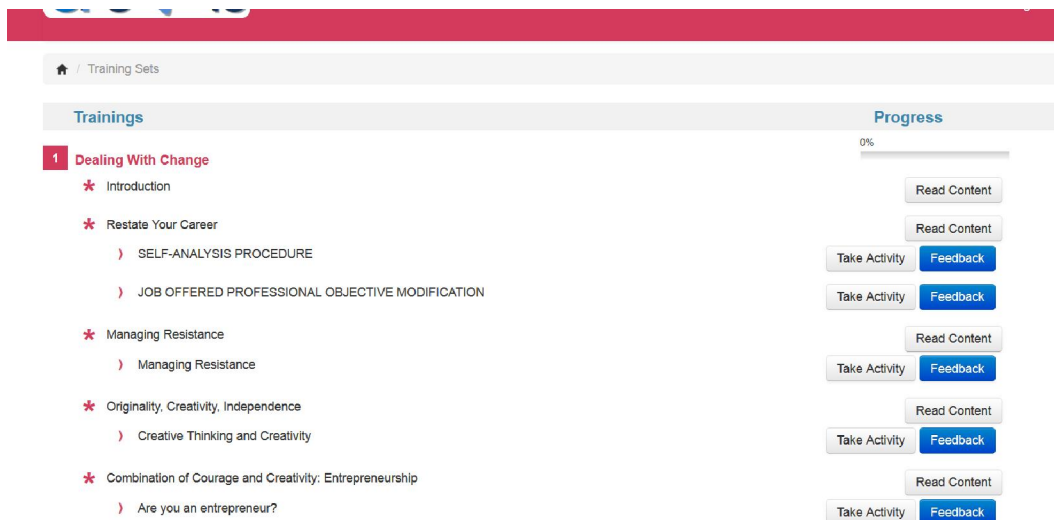 / Training Sets
Trainings Progress
0%
1 Dealing With Change
Introduction Read Content
Restate Your Career Read Content
SELF-ANALYSIS PROCEDURE Take Activity Feedback
JOB OFFERED PROFESSIONAL OBJECTIVE MODIFICATION Take Activity Feedback
Managing Resistance Read Content
Managing Resistance Take Activity Feedback
Originality, Creativity, Independence Read Content
Creative Thinking and Creativity Take Activity Feedback
Combination of Courage and Creativity: Entrepreneurship Read Content
Are you an entrepreneur? Take Activity Feedback